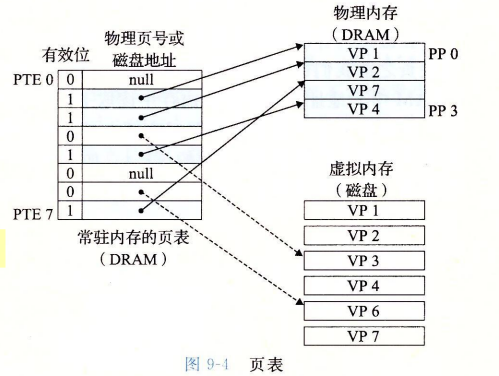 物理页号或
磁盘地址
有效位
PTE 0 0 null
1
1
0
1
0 null
0
PTE 7 1
常驻内存的页表
(DRAM)
物理内存
(DRAM)
VP 1 PP 0
VP 2
VP 7
VP 4 PP 3
虚拟内存
(磁盘)
VP 1
VP 2
VP 3
VP 4
VP 6
VP 7
图 9-4 页表